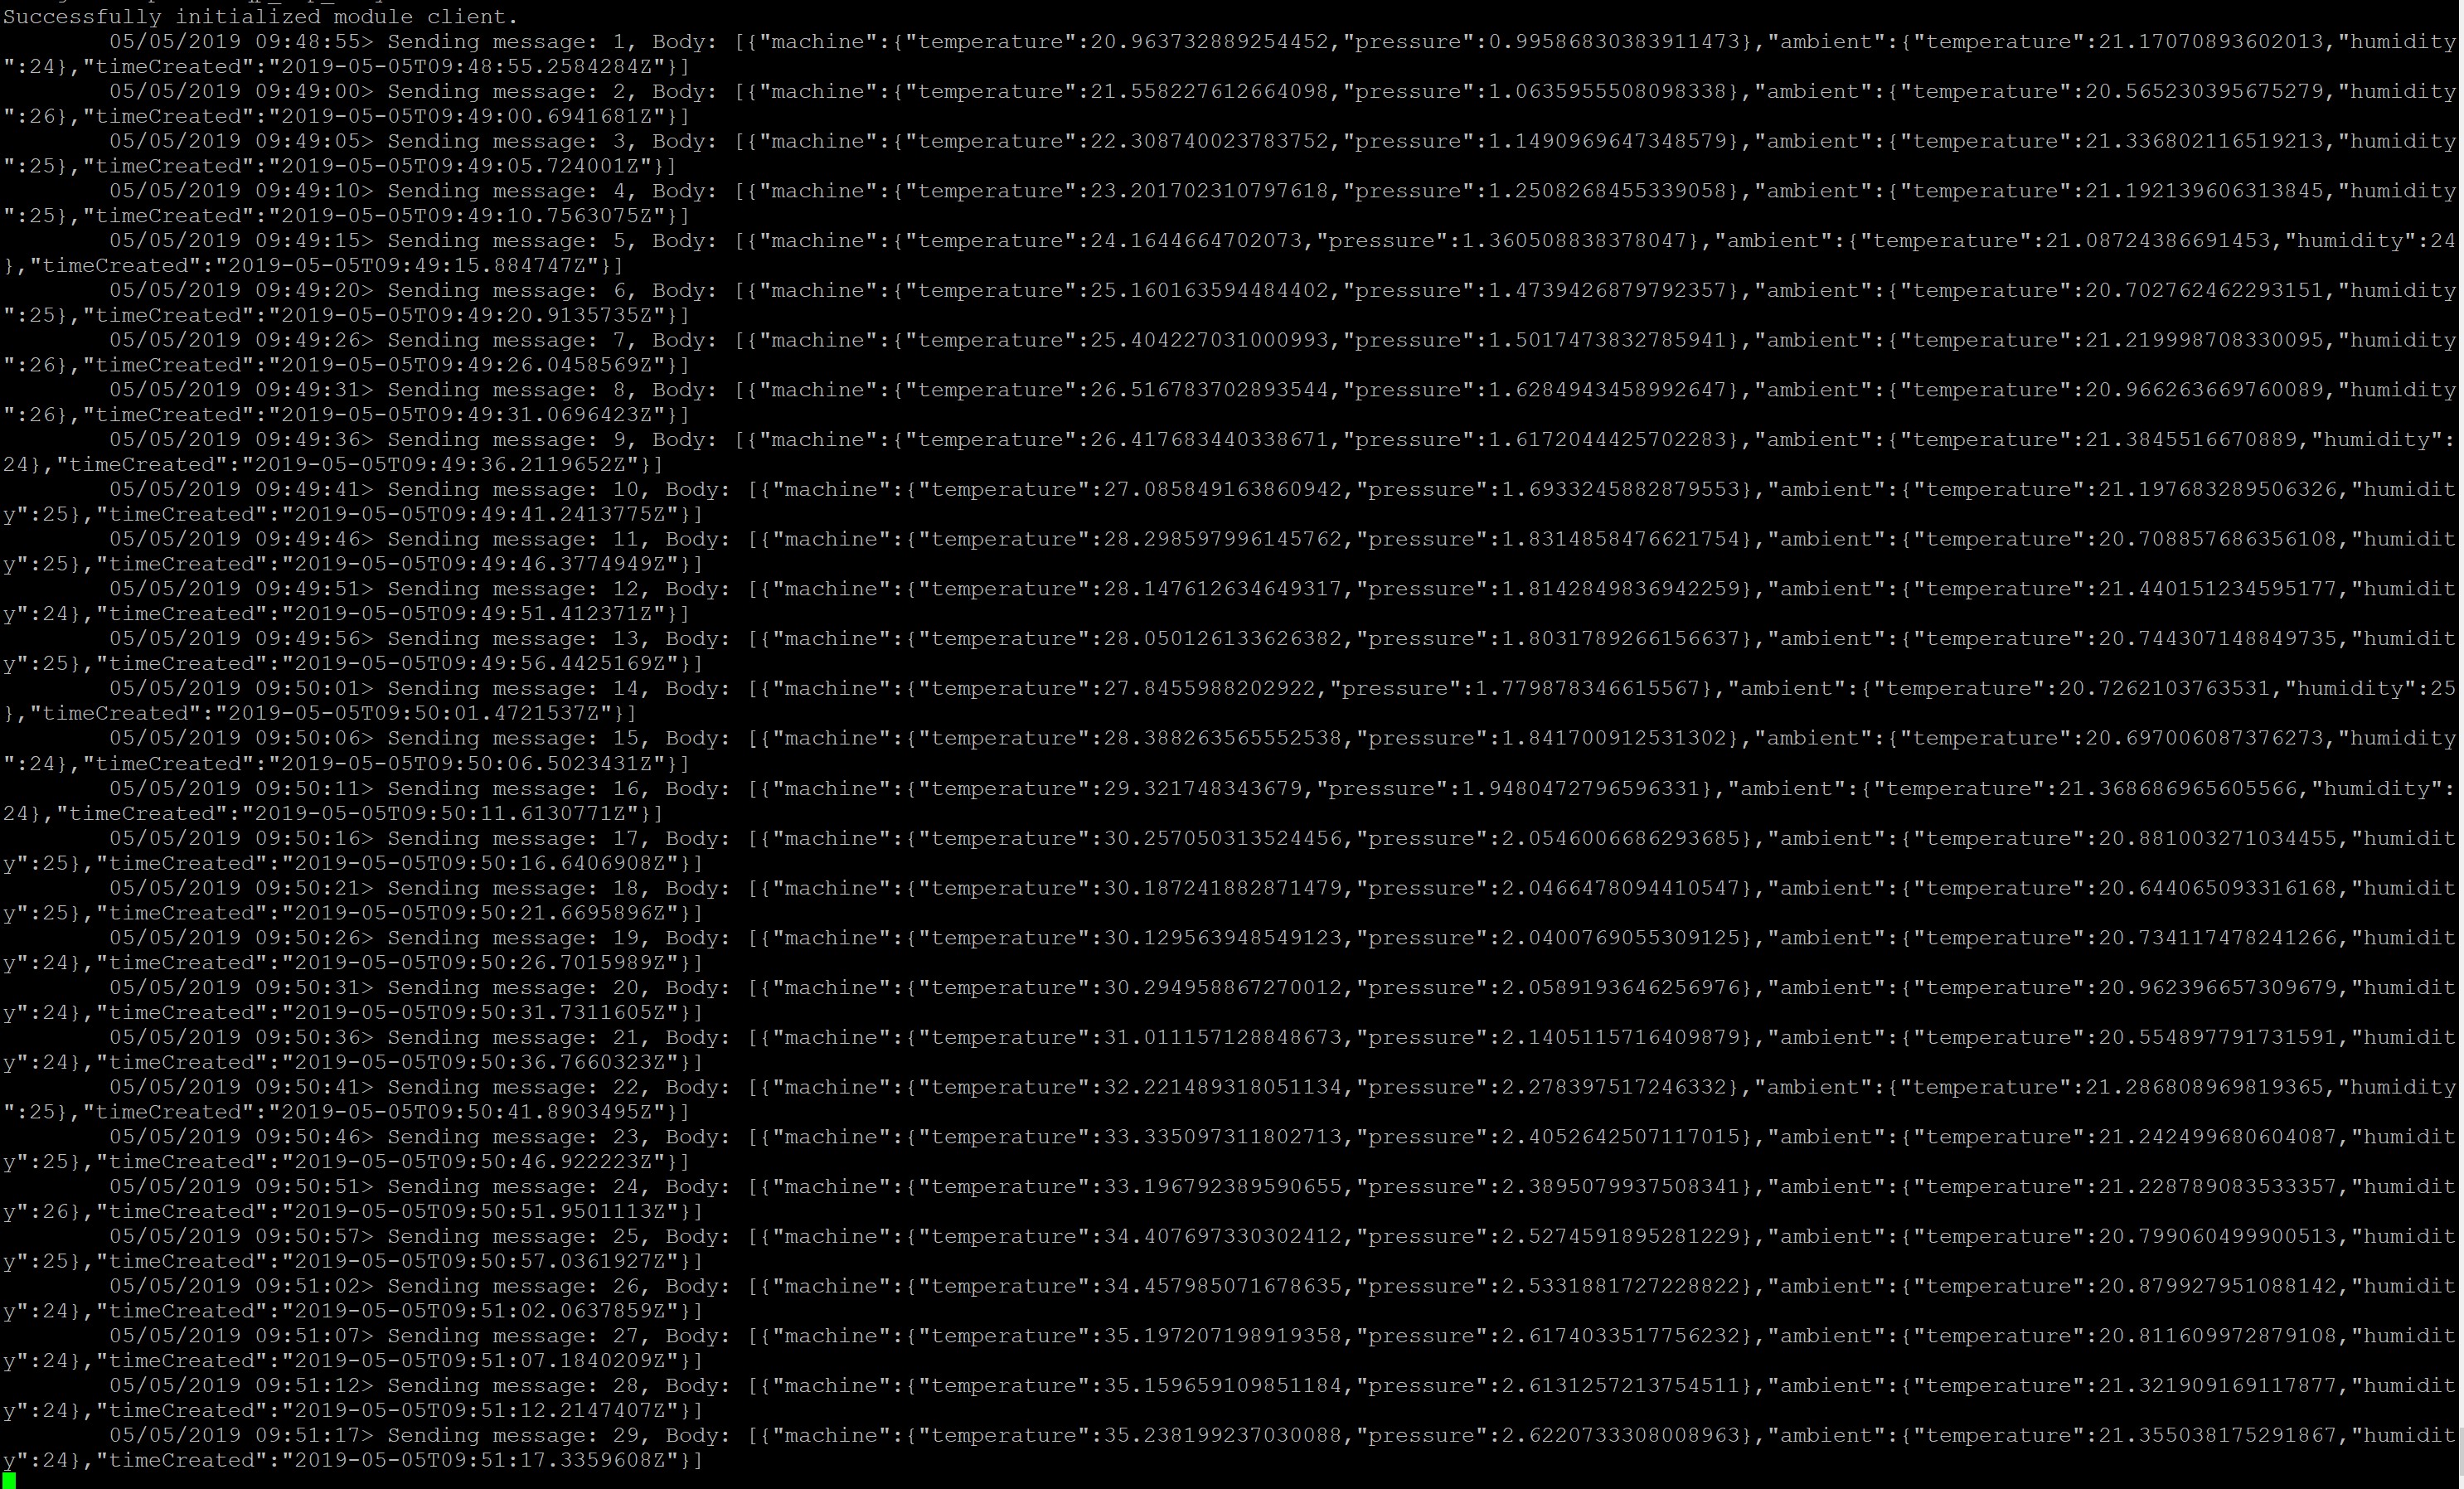 Successfully initialized module client.
05/05/2019 09:48:55> Sending message: 1, Body: [{"machine":{"temperature":20.963732889254452,"pressure":0.99586830383911473},"ambient":{"temperature":21.17070893602013,"humidity
":24},"timeCreated":"2019-05-05T09:48:55.2584284Z"}]
05/05/2019 09:49:00> Sending message: 2, Body: [{"machine":{"temperature":21.558227612664098,"pressure":1.0635955508098338},"ambient":{"temperature":20.565230395675279,"humidity
":26},"timeCreated":"2019-05-05T09:49:00.6941681Z"}]
05/05/2019 09:49:05> Sending message: 3, Body: [{"machine":{"temperature":22.308740023783752,"pressure":1.1490969647348579},"ambient":{"temperature":21.336802116519213,"humidity
":25},"timeCreated":"2019-05-05T09:49:05.724001Z"}]
05/05/2019 09:49:10> Sending message: 4, Body: [{"machine":{"temperature":23.201702310797618,"pressure":1.2508268455339058},"ambient":{"temperature":21.192139606313845,"humidity
":25},"timeCreated":"2019-05-05T09:49:10.7563075Z"}]
05/05/2019 09:49:15> Sending message: 5, Body: [{"machine":{"temperature":24.1644664702073,"pressure":1.360508838378047},"ambient":{"temperature":21.08724386691453,"humidity":24
},"timeCreated":"2019-05-05T09:49:15.884747Z"}]
05/05/2019 09:49:20> Sending message: 6, Body: [{"machine":{"temperature":25.160163594484402,"pressure":1.4739426879792357},"ambient":{"temperature":20.702762462293151,"humidity
":25},"timeCreated":"2019-05-05T09:49:20.9135735Z"}]
05/05/2019 09:49:26> Sending message: 7, Body: [{"machine":{"temperature":25.404227031000993,"pressure":1.5017473832785941},"ambient":{"temperature":21.219998708330095,"humidity
":26},"timeCreated":"2019-05-05T09:49:26.0458569Z"}]
05/05/2019 09:49:31> Sending message: 8, Body: [{"machine":{"temperature":26.516783702893544,"pressure":1.6284943458992647},"ambient":{"temperature":20.966263669760089,"humidity
":26},"timeCreated":"2019-05-05T09:49:31.0696423Z"}]
05/05/2019 09:49:36> Sending message: 9, Body: [{"machine":{"temperature":26.417683440338671,"pressure":1.6172044425702283},"ambient":{"temperature":21.3845516670889,"humidity":
24},"timeCreated":"2019-05-05T09:49:36.2119652Z"}]
05/05/2019 09:49:41> Sending message: 10, Body: [{"machine":{"temperature":27.085849163860942,"pressure":1.6933245882879553},"ambient":{"temperature":21.197683289506326,"humidit
y":25},"timeCreated":"2019-05-05T09:49:41.2413775Z"}]
05/05/2019 09:49:46> Sending message: 11, Body: [{"machine":{"temperature":28.298597996145762,"pressure":1.8314858476621754},"ambient":{"temperature":20.708857686356108,"humidit
y":25},"timeCreated":"2019-05-05T09:49:46.3774949Z"}]
05/05/2019 09:49:51> Sending message: 12, Body: [{"machine":{"temperature":28.147612634649317,"pressure":1.8142849836942259},"ambient":{"temperature":21.440151234595177,"humidit
y":24},"timeCreated":"2019-05-05T09:49:51.412371Z"}]
05/05/2019 09:49:56> Sending message: 13, Body: [{"machine":{"temperature":28.050126133626382,"pressure":1.8031789266156637},"ambient":{"temperature":20.744307148849735,"humidit
y":25},"timeCreated":"2019-05-05T09:49:56.4425169Z"}]
05/05/2019 09:50:01> Sending message: 14, Body: [{"machine":{"temperature":27.8455988202922,"pressure":1.779878346615567},"ambient":{"temperature":20.7262103763531,"humidity":25
},"timeCreated":"2019-05-05T09:50:01.4721537Z"}]
05/05/2019 09:50:06> Sending message: 15, Body: [{"machine":{"temperature":28.388263565552538,"pressure":1.841700912531302},"ambient":{"temperature":20.697006087376273,"humidity
":24},"timeCreated":"2019-05-05T09:50:06.5023431Z"}]
05/05/2019 09:50:11> Sending message: 16, Body: [{"machine":{"temperature":29.321748343679,"pressure":1.9480472796596331},"ambient":{"temperature":21.368686965605566,"humidity":
24},"timeCreated":"2019-05-05T09:50:11.6130771Z"}]
05/05/2019 09:50:16> Sending message: 17, Body: [{"machine":{"temperature":30.257050313524456,"pressure":2.0546006686293685},"ambient":{"temperature":20.881003271034455,"humidit
y":25},"timeCreated":"2019-05-05T09:50:16.6406908Z"}]
05/05/2019 09:50:21> Sending message: 18, Body: [{"machine":{"temperature":30.187241882871479,"pressure":2.0466478094410547},"ambient":{"temperature":20.644065093316168,"humidit
y":25},"timeCreated":"2019-05-05T09:50:21.6695896Z"}]
05/05/2019 09:50:26> Sending message: 19, Body: [{"machine":{"temperature":30.129563948549123,"pressure":2.0400769055309125},"ambient":{"temperature":20.734117478241266,"humidit
y":24},"timeCreated":"2019-05-05T09:50:26.7015989Z"}]
05/05/2019 09:50:31> Sending message: 20, Body: [{"machine":{"temperature":30.294958867270012,"pressure":2.0589193646256976},"ambient":{"temperature":20.962396657309679,"humidit
y":24},"timeCreated":"2019-05-05T09:50:31.7311605Z"}]
05/05/2019 09:50:36> Sending message: 21, Body: [{"machine":{"temperature":31.011157128848673,"pressure":2.1405115716409879},"ambient":{"temperature":20.554897791731591,"humidit
y":24},"timeCreated":"2019-05-05T09:50:36.7660323Z"}]
05/05/2019 09:50:41> Sending message: 22, Body: [{"machine":{"temperature":32.221489318051134,"pressure":2.278397517246332},"ambient":{"temperature":21.286808969819365,"humidity
":25},"timeCreated":"2019-05-05T09:50:41.8903495Z"}]
05/05/2019 09:50:46> Sending message: 23, Body: [{"machine":{"temperature":33.335097311802713,"pressure":2.4052642507117015},"ambient":{"temperature":21.242499680604087,"humidit
y":25},"timeCreated":"2019-05-05T09:50:46.922223Z"}]
05/05/2019 09:50:51> Sending message: 24, Body: [{"machine":{"temperature":33.196792389590655,"pressure":2.3895079937508341},"ambient":{"temperature":21.228789083533357,"humidit
y":26},"timeCreated":"2019-05-05T09:50:51.9501113Z"}]
05/05/2019 09:50:57> Sending message: 25, Body: [{"machine":{"temperature":34.407697330302412,"pressure":2.5274591895281229},"ambient":{"temperature":20.799060499900513,"humidit
y":25},"timeCreated":"2019-05-05T09:50:57.0361927Z"}]
05/05/2019 09:51:02> Sending message: 26, Body: [{"machine":{"temperature":34.457985071678635,"pressure":2.5331881727228822},"ambient":{"temperature":20.879927951088142,"humidit
y":24},"timeCreated":"2019-05-05T09:51:02.0637859Z"}]
05/05/2019 09:51:07> Sending message: 27, Body: [{"machine":{"temperature":35.197207198919358,"pressure":2.6174033517756232},"ambient":{"temperature":20.811609972879108,"humidit
y":24},"timeCreated":"2019-05-05T09:51:07.1840209Z"}]
05/05/2019 09:51:12> Sending message: 28, Body: [{"machine":{"temperature":35.159659109851184,"pressure":2.6131257213754511},"ambient":{"temperature":21.321909169117877,"humidit
y":24},"timeCreated":"2019-05-05T09:51:12.2147407Z"}]
05/05/2019 09:51:17> Sending message: 29, Body: [{"machine":{"temperature":35.238199237030088,"pressure":2.6220733308008963},"ambient":{"temperature":21.355038175291867,"humidit
y":24},"timeCreated":"2019-05-05T09:51:17.3359608Z"}]